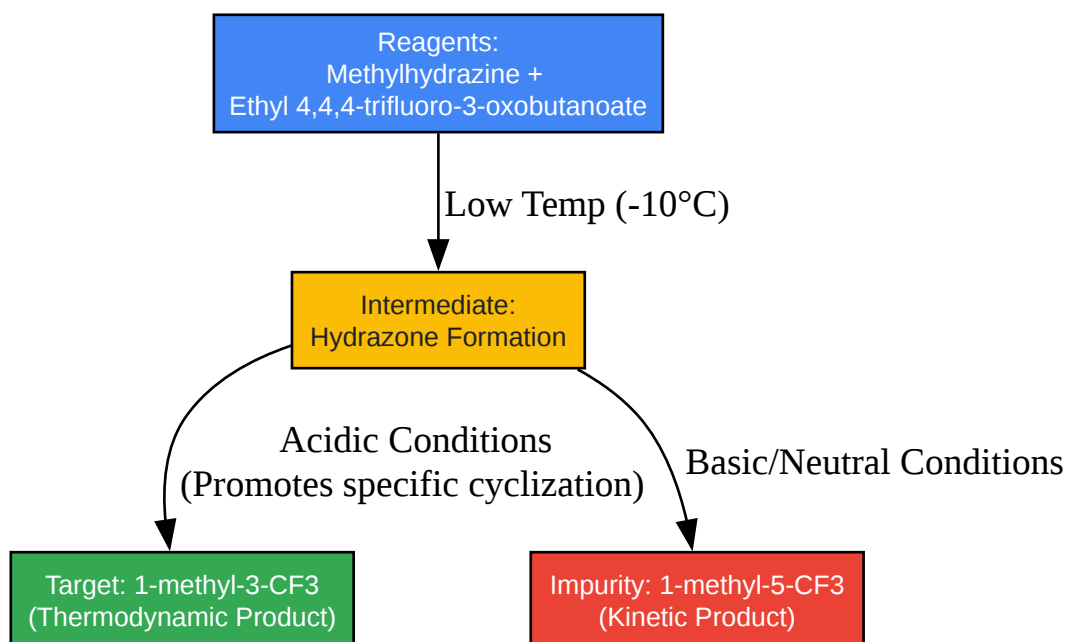 Reagents:
Methylhydrazine +
Ethyl 4,4,4-trifluoro-3-oxobutanoate
Low Temp (-10°C)
Intermediate:
Hydrazone Formation
Acidic Conditions
(Promotes specific cyclization)
Basic/Neutral Conditions
Target: 1-methyl-3-CF3
(Thermodynamic Product)
Impurity: 1-methyl-5-CF3
(Kinetic Product)